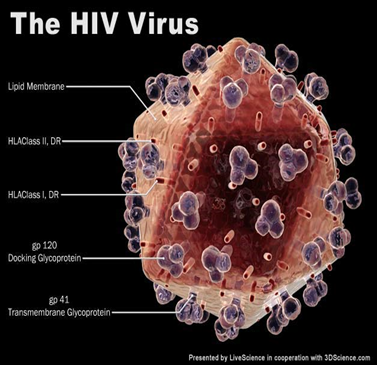 The HIV Virus
Lipid Membrane
HLAClass II, DR
HLAClass I, DR
gp 120
Docking Glycoprotein
gp 41
Transmembrane Glycoprotein
Presented by LiveScience in cooperation with 3DScience.com